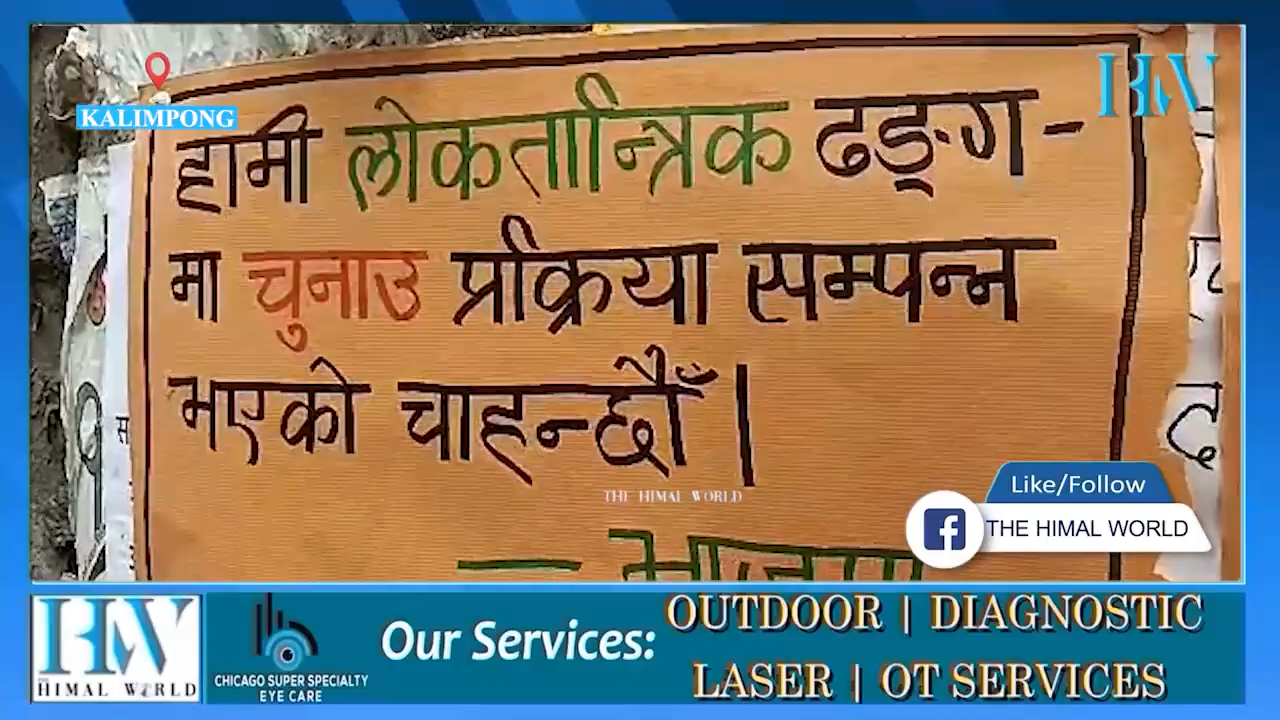 KALIMPONG
हामी लोकतान्त्रिक ढङ्ग-
मा चुनाउ प्रक्रिया सम्पन्न
भएको चाहन्छौँ |
THE HIMAL WORLD
Like/Follow
THE HIMAL WORLD
HIMAL WORLD
CHICAGO SUPER SPECIALTY
EYE CARE
Our Services:
OUTDOOR | DIAGNOSTIC
LASER | OT SERVICES